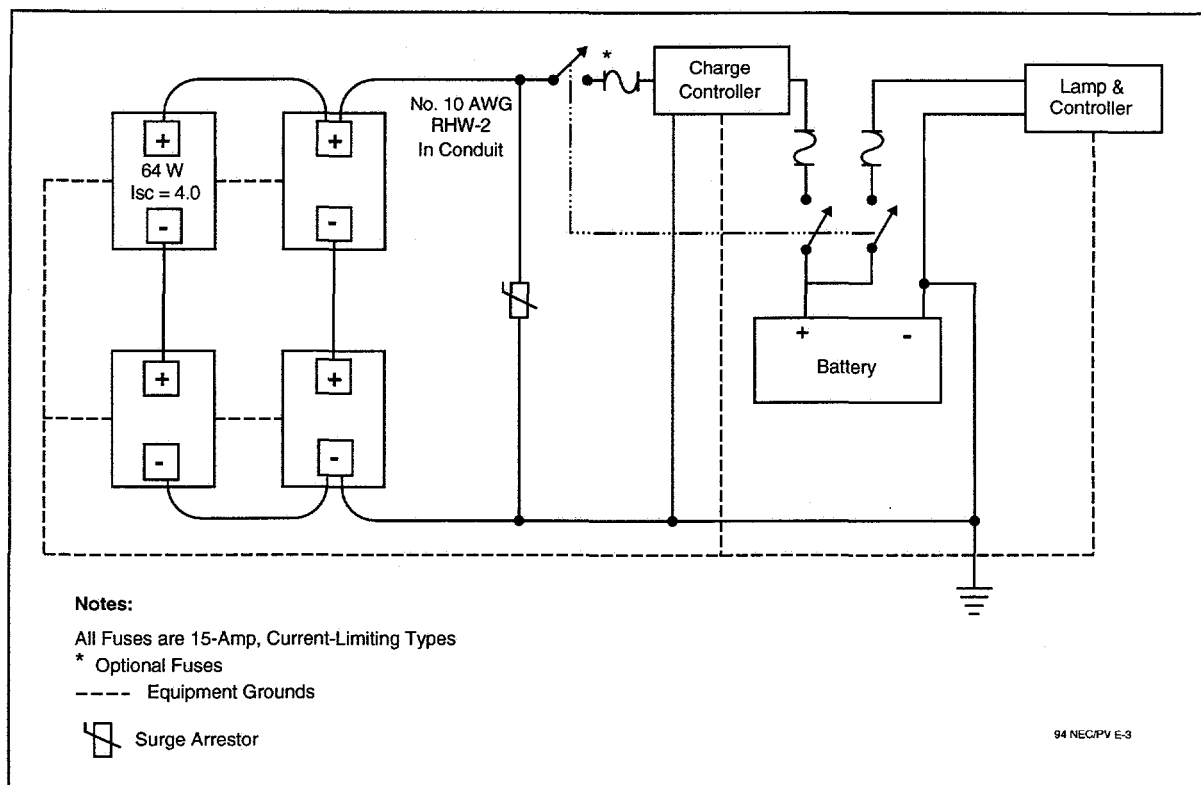 *
Charge
Controller
Lamp &
Controller
No. 10 AWG
RHW-2
In Conduit
+
64 W
Isc = 4.0
-
+
-
+
-
+
-
+ -
Battery
Notes:
All Fuses are 15-Amp, Current-Limiting Types
* Optional Fuses
---- Equipment Grounds
Surge Arrestor
94 NEC/PV E-3